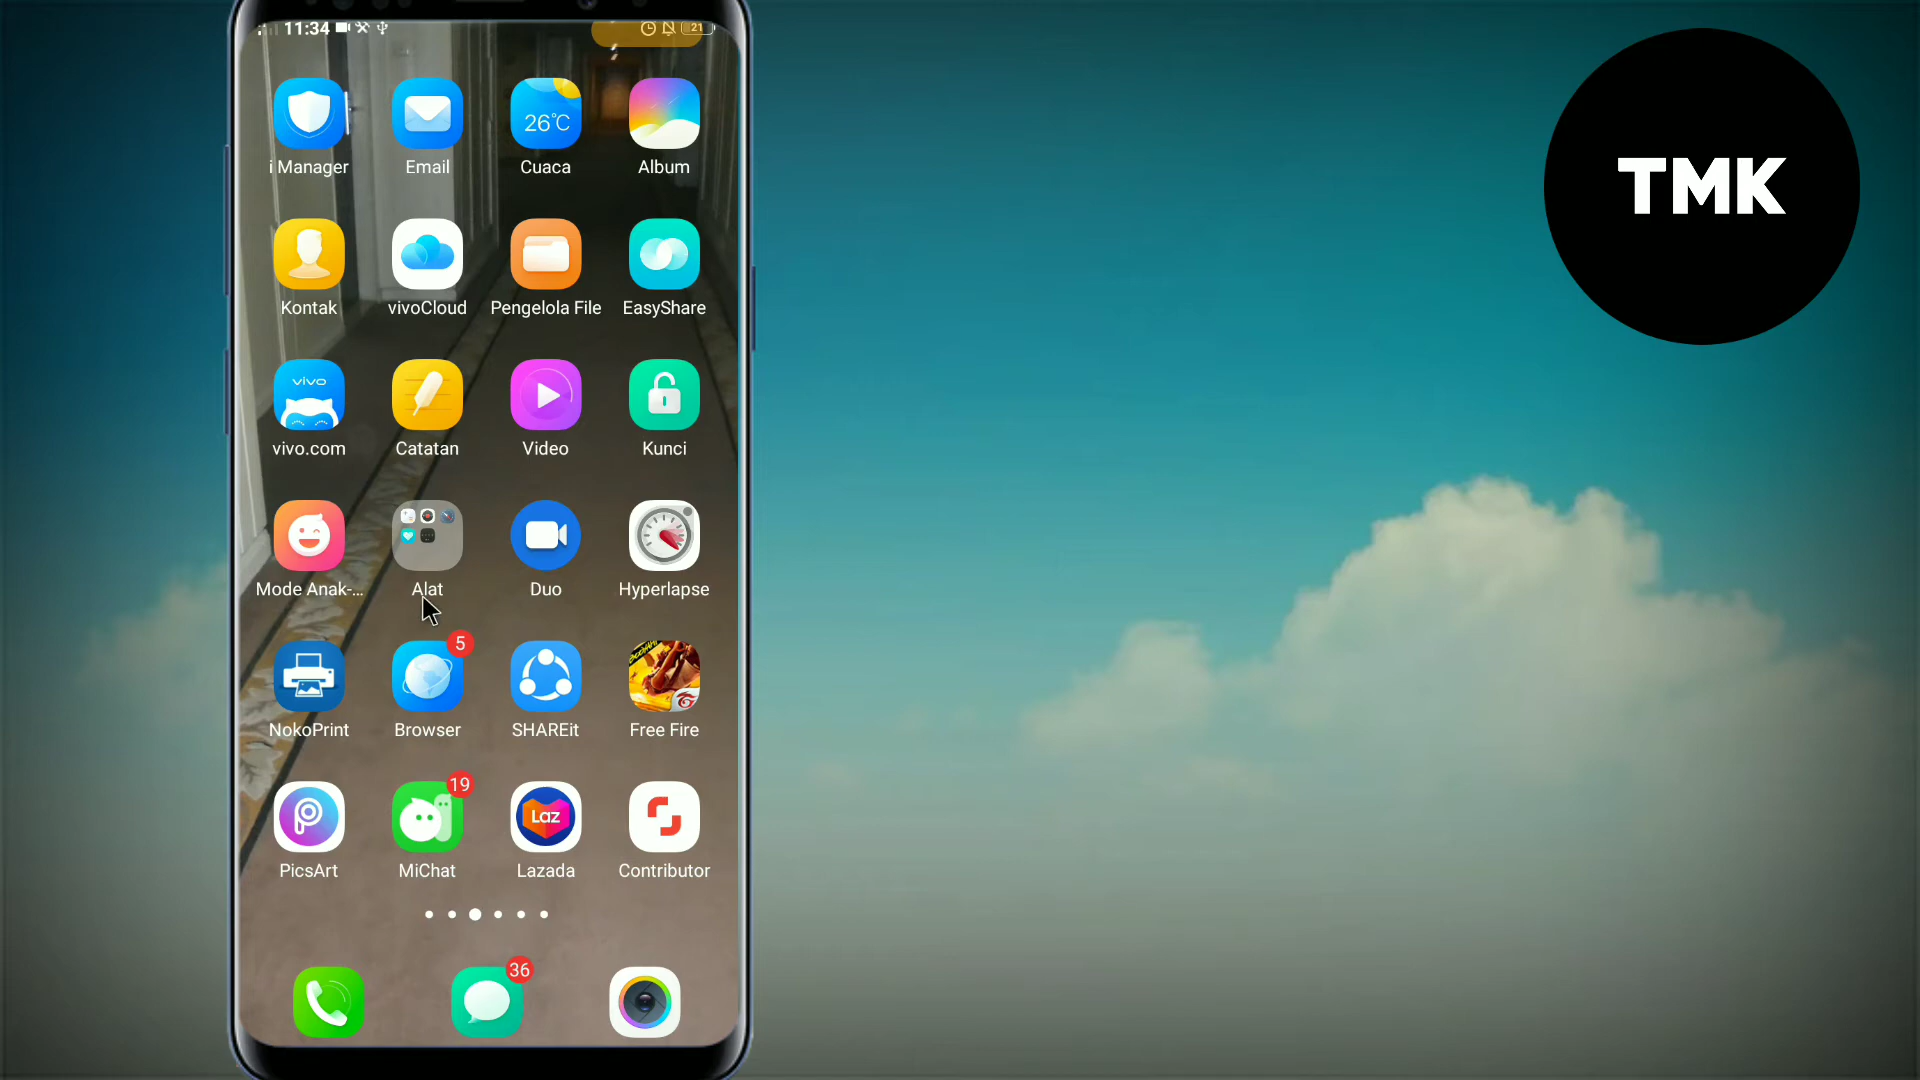 11:34
21
TMK
26°C
i Manager Email Cuaca Album
Kontak vivoCloud Pengelola File EasyShare
vivo
vivo.com Catatan Video Kunci
Mode Anak-... Alat Duo Hyperlapse
5
NokoPrint Browser SHAREit Free Fire
19
Laz
PicsArt MiChat Lazada Contributor
36